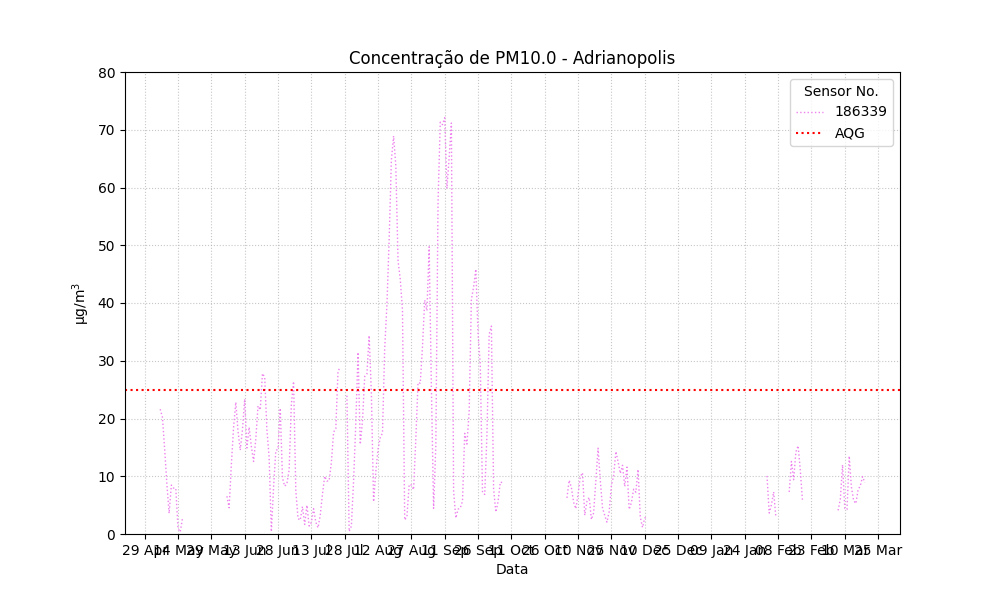 Concentração de PM10.0 - Adrianopolis
Sensor No.
186339
AQG
80
70
60
50
40
30
20
10
0
µg/m³
29 Apr 14 May 29 May 13 Jun 28 Jun 13 Jul 28 Jul 12 Aug 27 Aug 11 Sep 26 Sep 11 Oct 26 Oct 10 Nov 25 Nov 10 Dec 25 Dec 09 Jan 24 Jan 08 Feb 23 Feb 10 Mar 25 Mar
Data